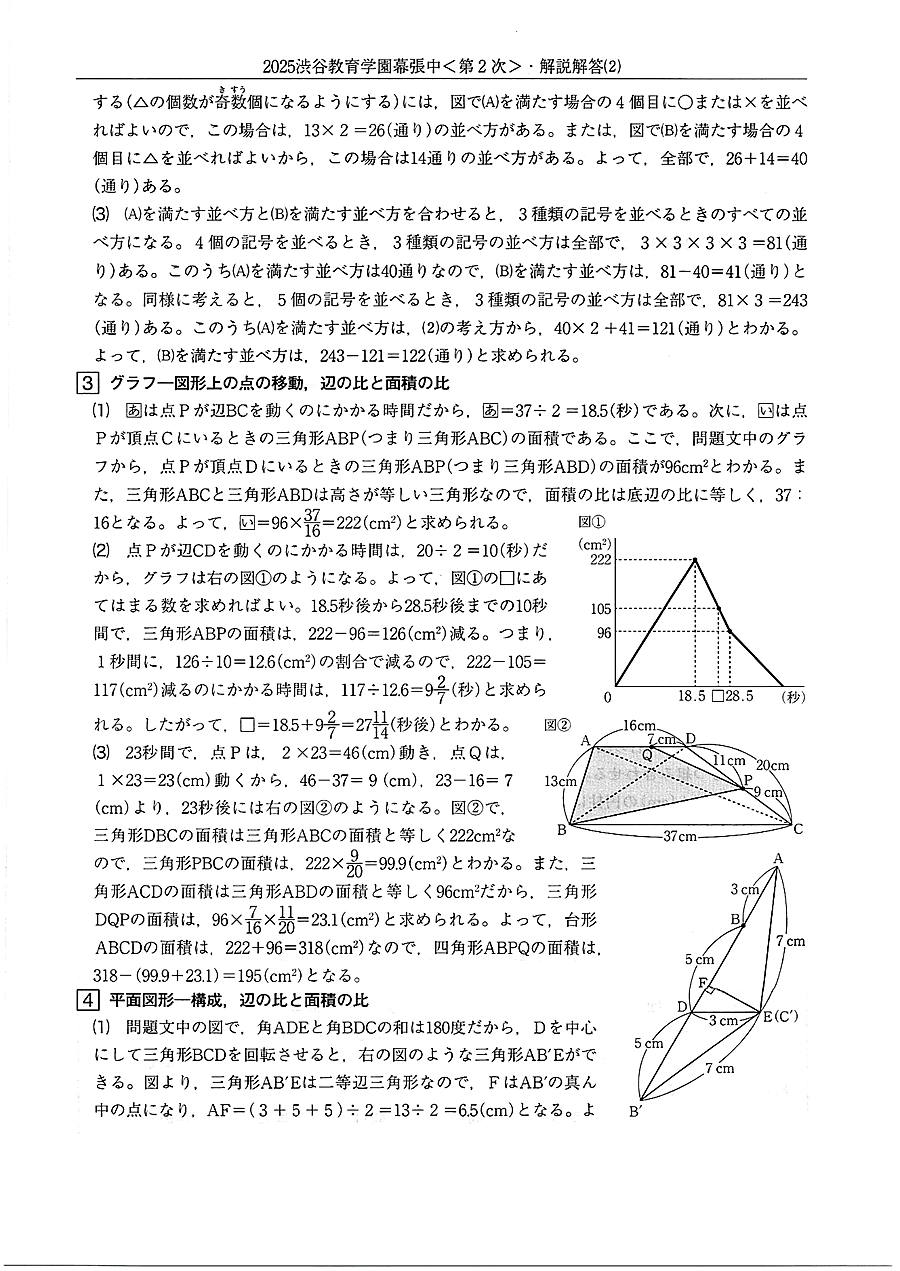 2025渋谷教育学園幕張中＜第2次＞・解説解答(2)
する(△の個数が奇数個になるようにする)には，図で(A)を満たす場合の4個目に○または×を並べ
ればよいので，この場合は，13×2＝26(通り)の並べ方がある。または，図で(B)を満たす場合の4
個目に△を並べればよいから，この場合は14通りの並べ方がある。よって，全部で，26＋14＝40
(通り)ある。
(3) (A)を満たす並べ方と(B)を満たす並べ方を合わせると，3種類の記号を並べるときのすべての並
べ方になる。4個の記号を並べるとき，3種類の記号の並べ方は全部で，3×3×3×3＝81(通
り)ある。このうち(A)を満たす並べ方は40通りなので，(B)を満たす並べ方は，81－40＝41(通り)と
なる。同様に考えると，5個の記号を並べるとき，3種類の記号の並べ方は全部で，81×3＝243
(通り)ある。このうち(A)を満たす並べ方は，(2)の考え方から，40×2＋41＝121(通り)とわかる。
よって，(B)を満たす並べ方は，243－121＝122(通り)と求められる。
3 グラフ―図形上の点の移動，辺の比と面積の比
(1) あは点Pが辺BCを動くのにかかる時間だから，あ＝37÷2＝18.5(秒)である。次に，いは点
Pが頂点Cにいるときの三角形ABP(つまり三角形ABC)の面積である。ここで，問題文中のグラ
フから，点Pが頂点Dにいるときの三角形ABP(つまり三角形ABD)の面積が96cm²とわかる。ま
た，三角形ABCと三角形ABDは高さが等しい三角形なので，面積の比は底辺の比に等しく，37：
16となる。よって，い＝96×37/16＝222(cm²)と求められる。
(2) 点Pが辺CDを動くのにかかる時間は，20÷2＝10(秒)だ
から，グラフは右の図①のようになる。よって，図①の□にあ
てはまる数を求めればよい。18.5秒後から28.5秒後までの10秒
間で，三角形ABPの面積は，222－96＝126(cm²)減る。つまり，
1秒間に，126÷10＝12.6(cm²)の割合で減るので，222－105＝
117(cm²)減るのにかかる時間は，117÷12.6＝9 2/7(秒)と求めら
れる。したがって，□＝18.5＋9 2/7＝27 11/14(秒後)とわかる。
(3) 23秒間で，点Pは，2×23＝46(cm)動き，点Qは，
1×23＝23(cm)動くから，46－37＝9(cm)，23－16＝7
(cm)より，23秒後には右の図②のようになる。図②で，
三角形DBCの面積は三角形ABCの面積と等しく222cm²な
ので，三角形PBCの面積は，222×9/20＝99.9(cm²)とわかる。また，三
角形ACDの面積は三角形ABDの面積と等しく96cm²だから，三角形
DQPの面積は，96×7/16×11/20＝23.1(cm²)と求められる。よって，台形
ABCDの面積は，222＋96＝318(cm²)なので，四角形ABPQの面積は，
318－(99.9＋23.1)＝195(cm²)となる。
図①
(cm²)
222
105
96
0
18.5 □28.5 (秒)
図②
16cm
A
7cm
D
Q
11cm
20cm
13cm
P
9cm
B
C
37cm
4 平面図形―構成，辺の比と面積の比
(1) 問題文中の図で，角ADEと角BDCの和は180度だから，Dを中心
にして三角形BCDを回転させると，右の図のような三角形AB′Eがで
きる。図より，三角形AB′Eは二等辺三角形なので，FはAB′の真ん
中の点になり，AF＝(3＋5＋5)÷2＝13÷2＝6.5(cm)となる。よ
A
3cm
B
7cm
5cm
F
D
3cm
E(C′)
5cm
7cm
B′